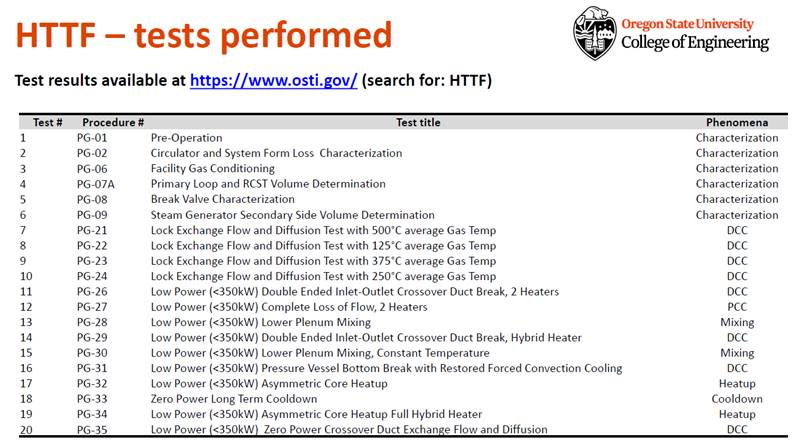 HTTF – tests performed
Oregon State University
College of Engineering
Test results available at https://www.osti.gov/ (search for: HTTF)
Test # Procedure # Test title Phenomena
1 PG-01 Pre-Operation Characterization
2 PG-02 Circulator and System Form Loss Characterization Characterization
3 PG-06 Facility Gas Conditioning Characterization
4 PG-07A Primary Loop and RCST Volume Determination Characterization
5 PG-08 Break Valve Characterization Characterization
6 PG-09 Steam Generator Secondary Side Volume Determination Characterization
7 PG-21 Lock Exchange Flow and Diffusion Test with 500°C average Gas Temp DCC
8 PG-22 Lock Exchange Flow and Diffusion Test with 125°C average Gas Temp DCC
9 PG-23 Lock Exchange Flow and Diffusion Test with 375°C average Gas Temp DCC
10 PG-24 Lock Exchange Flow and Diffusion Test with 250°C average Gas Temp DCC
11 PG-26 Low Power (<350kW) Double Ended Inlet-Outlet Crossover Duct Break, 2 Heaters DCC
12 PG-27 Low Power (<350kW) Complete Loss of Flow, 2 Heaters PCC
13 PG-28 Low Power (<350kW) Lower Plenum Mixing Mixing
14 PG-29 Low Power (<350kW) Double Ended Inlet-Outlet Crossover Duct Break, Hybrid Heater DCC
15 PG-30 Low Power (<350kW) Lower Plenum Mixing, Constant Temperature Mixing
16 PG-31 Low Power (<350kW) Pressure Vessel Bottom Break with Restored Forced Convection Cooling DCC
17 PG-32 Low Power (<350kW) Asymmetric Core Heatup Heatup
18 PG-33 Zero Power Long Term Cooldown Cooldown
19 PG-34 Low Power (<350kW) Asymmetric Core Heatup Full Hybrid Heater Heatup
20 PG-35 Low Power (<350kW) Zero Power Crossover Duct Exchange Flow and Diffusion DCC